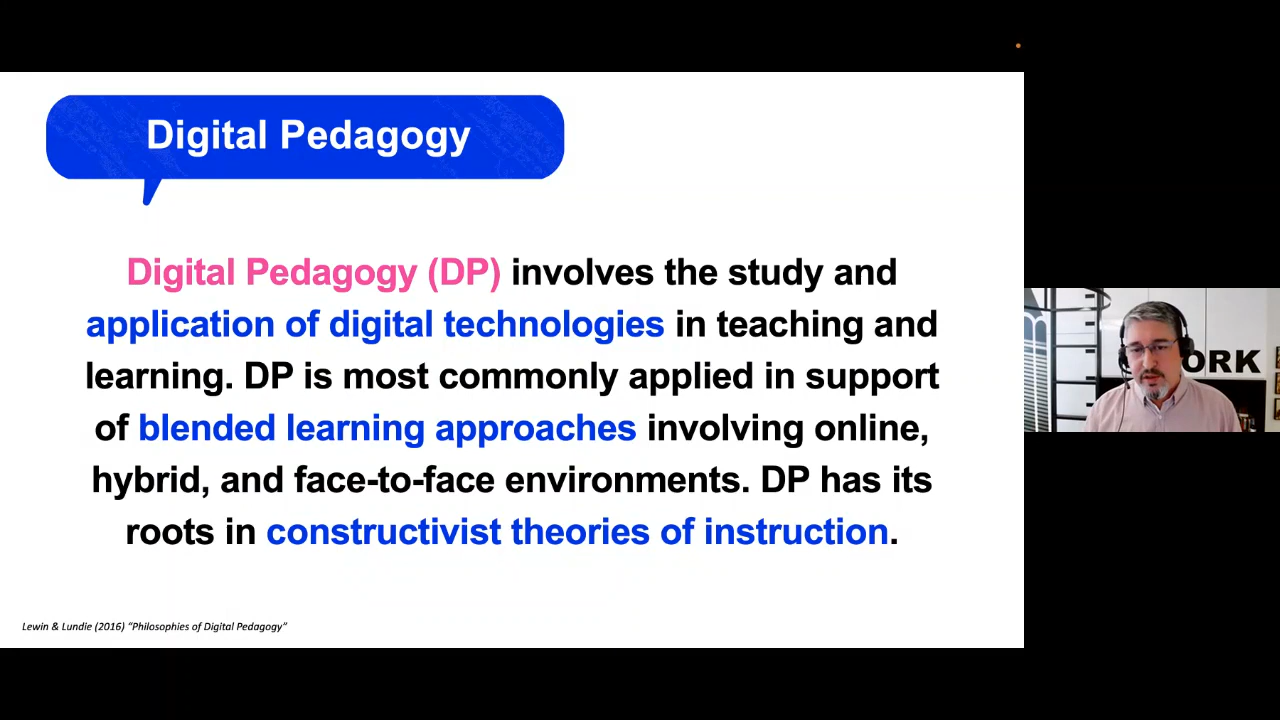 Digital Pedagogy
Digital Pedagogy (DP) involves the study and
application of digital technologies in teaching and
learning. DP is most commonly applied in support
of blended learning approaches involving online,
hybrid, and face-to-face environments. DP has its
roots in constructivist theories of instruction.
Lewin & Lundie (2016) “Philosophies of Digital Pedagogy”
ORK